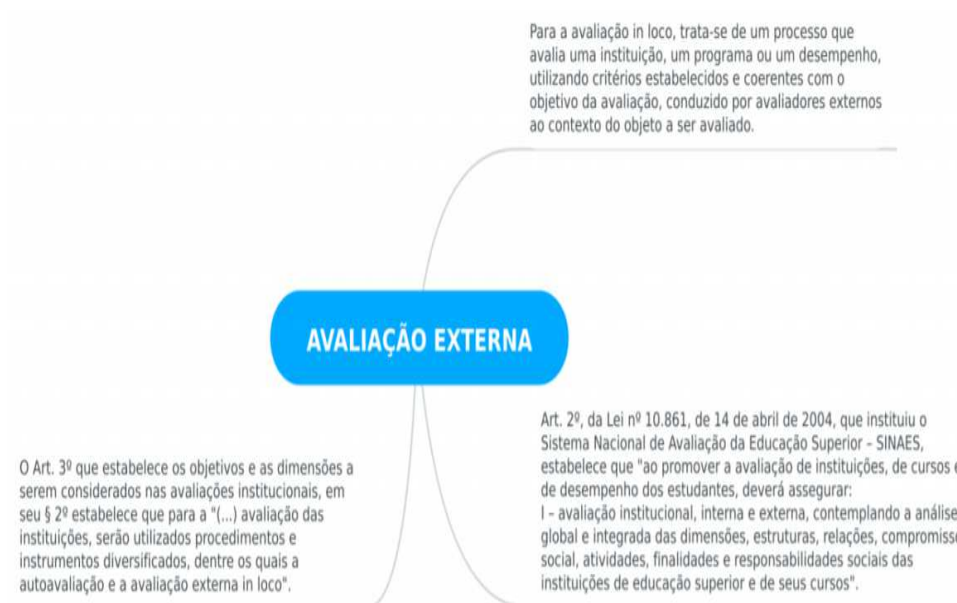 Para a avaliação in loco, trata-se de um processo que
avalia uma instituição, um programa ou um desempenho,
utilizando critérios estabelecidos e coerentes com o
objetivo da avaliação, conduzido por avaliadores externos
ao contexto do objeto a ser avaliado.
AVALIAÇÃO EXTERNA
O Art. 3º que estabelece os objetivos e as dimensões a
serem considerados nas avaliações institucionais, em
seu § 2º estabelece que para a "(...) avaliação das
instituições, serão utilizados procedimentos e
instrumentos diversificados, dentre os quais a
autoavaliação e a avaliação externa in loco".
Art. 2º, da Lei nº 10.861, de 14 de abril de 2004, que instituiu o
Sistema Nacional de Avaliação da Educação Superior – SINAES,
estabelece que "ao promover a avaliação de instituições, de cursos e
de desempenho dos estudantes, deverá assegurar:
I – avaliação institucional, interna e externa, contemplando a análise
global e integrada das dimensões, estruturas, relações, compromisso
social, atividades, finalidades e responsabilidades sociais das
instituições de educação superior e de seus cursos".